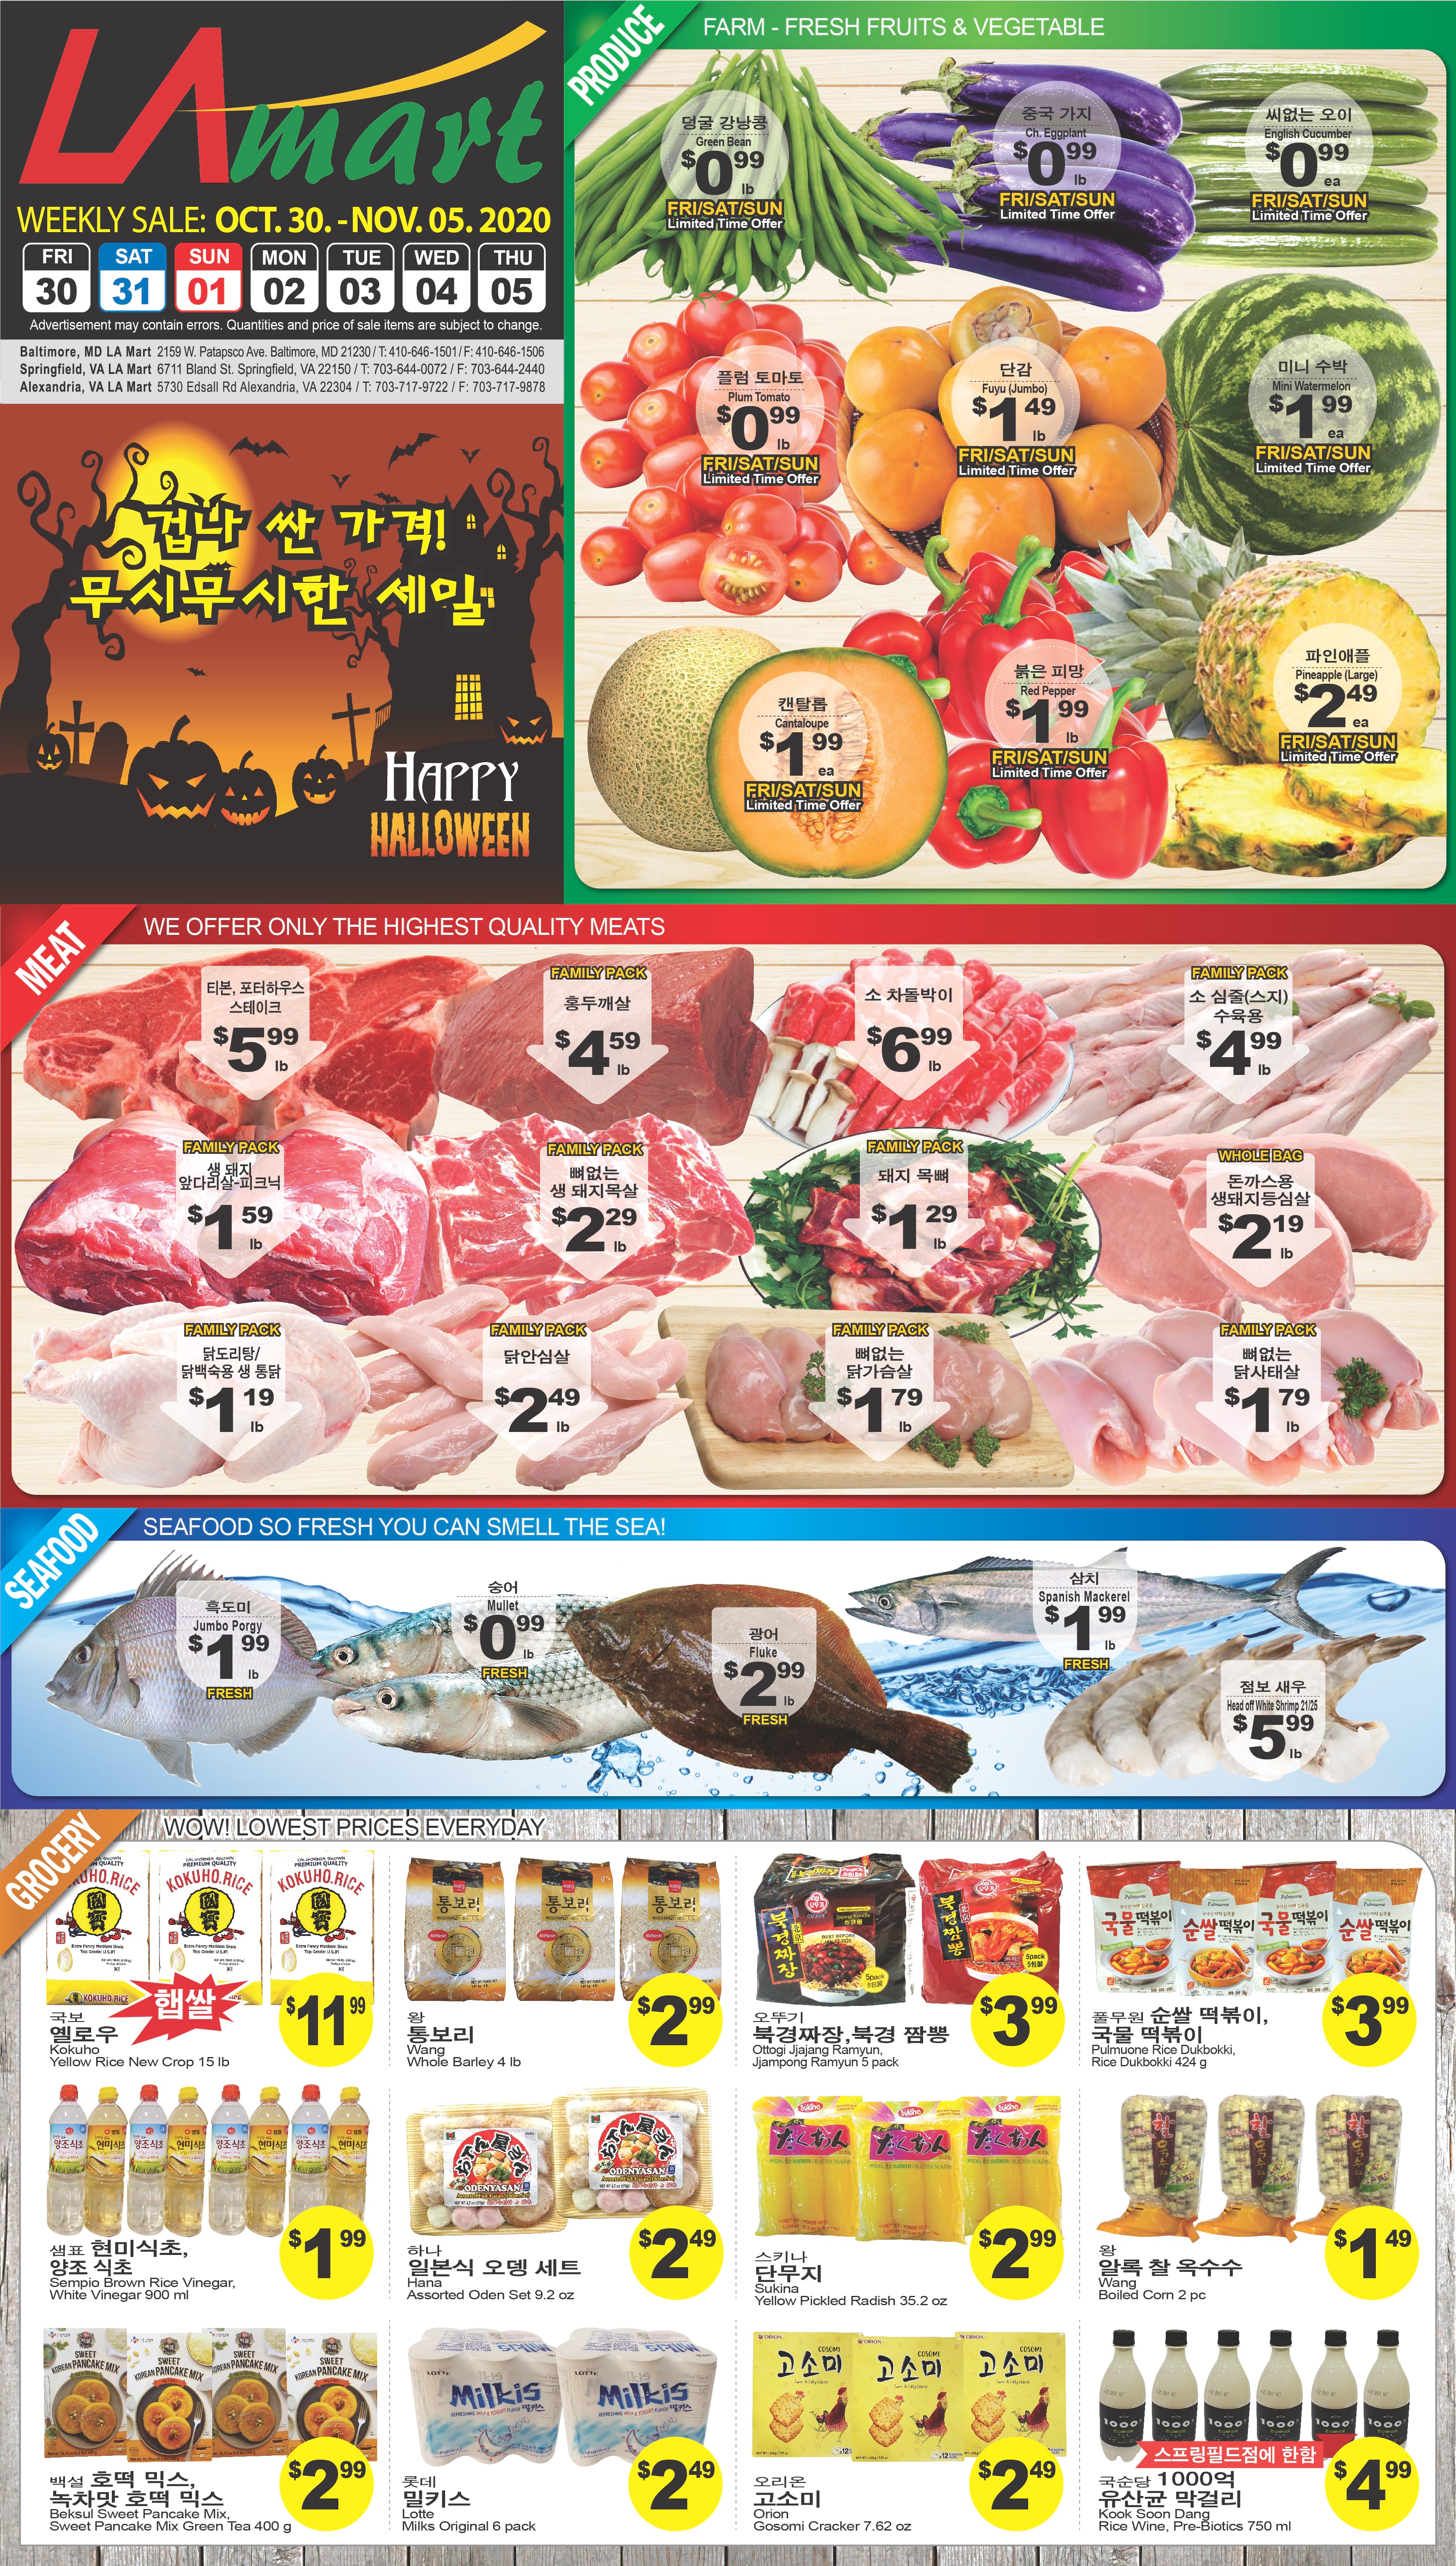 LA mart
WEEKLY SALE: OCT. 30. - NOV. 05. 2020
FRI SAT SUN MON TUE WED THU
30 31 01 02 03 04 05
Advertisement may contain errors. Quantities and price of sale items are subject to change.
Baltimore, MD LA Mart 2159 W. Patapsco Ave. Baltimore, MD 21230 / T: 410-646-1501 / F: 410-646-1506
Springfield, VA LA Mart 6711 Bland St. Springfield, VA 22150 / T: 703-644-0072 / F: 703-644-2440
Alexandria, VA LA Mart 5730 Edsall Rd Alexandria, VA 22304 / T: 703-717-9722 / F: 703-717-9878
겁나 싼 가격!
무시무시한 세일
HAPPY
HALLOWEEN
PRODUCE
FARM - FRESH FRUITS & VEGETABLE
덩굴 강낭콩
Green Bean
$0.99 lb
FRI/SAT/SUN
Limited Time Offer
중국 가지
Ch. Eggplant
$0.99 lb
FRI/SAT/SUN
Limited Time Offer
씨없는 오이
English Cucumber
$0.99 ea
FRI/SAT/SUN
Limited Time Offer
플럼 토마토
Plum Tomato
$0.99 lb
FRI/SAT/SUN
Limited Time Offer
단감
Fuyu (Jumbo)
$1.49 lb
FRI/SAT/SUN
Limited Time Offer
미니 수박
Mini Watermelon
$1.99 ea
FRI/SAT/SUN
Limited Time Offer
캔탈롭
Cantaloupe
$1.99 ea
FRI/SAT/SUN
Limited Time Offer
붉은 피망
Red Pepper
$1.99 lb
FRI/SAT/SUN
Limited Time Offer
파인애플
Pineapple (Large)
$2.49 ea
FRI/SAT/SUN
Limited Time Offer
MEAT
WE OFFER ONLY THE HIGHEST QUALITY MEATS
티본, 포터하우스
스테이크
$5.99 lb
FAMILY PACK
홍두깨살
$4.59 lb
소 차돌박이
$6.99 lb
FAMILY PACK
소 심줄(스지)
수육용
$4.99 lb
FAMILY PACK
생 돼지
앞다리살-피크닉
$1.59 lb
FAMILY PACK
뼈없는
생 돼지목살
$2.29 lb
FAMILY PACK
돼지 목뼈
$1.29 lb
WHOLE BAG
돈까스용
생돼지등심살
$2.19 lb
FAMILY PACK
닭도리탕/
닭백숙용 생 통닭
$1.19 lb
FAMILY PACK
닭안심살
$2.49 lb
FAMILY PACK
뼈없는
닭가슴살
$1.79 lb
FAMILY PACK
뼈없는
닭사태살
$1.79 lb
SEAFOOD
SEAFOOD SO FRESH YOU CAN SMELL THE SEA!
흑도미
Jumbo Porgy
$1.99 lb
FRESH
숭어
Mullet
$0.99 lb
FRESH
광어
Fluke
$2.99 lb
FRESH
삼치
Spanish Mackerel
$1.99 lb
FRESH
점보 새우
Head off White Shrimp 21/25
$5.99 lb
GROCERY
WOW! LOWEST PRICES EVERYDAY
햅쌀
$11.99
국보
옐로우
Kokuho
Yellow Rice New Crop 15 lb
$2.99
왕
통보리
Wang
Whole Barley 4 lb
$3.99
오뚜기
북경짜장,북경 짬뽕
Ottogi Jjajang Ramyun,
Jjampong Ramyun 5 pack
$3.99
풀무원 순쌀 떡볶이,
국물 떡볶이
Pulmuone Rice Dukbokki,
Rice Dukbokki 424 g
$1.99
샘표 현미식초,
양조 식초
Sempio Brown Rice Vinegar,
White Vinegar 900 ml
$2.49
하나
일본식 오뎅 세트
Hana
Assorted Oden Set 9.2 oz
$2.99
스키나
단무지
Sukina
Yellow Pickled Radish 35.2 oz
$1.49
왕
알록 찰 옥수수
Wang
Boiled Corn 2 pc
$2.99
백설 호떡 믹스,
녹차맛 호떡 믹스
Beksul Sweet Pancake Mix,
Sweet Pancake Mix Green Tea 400 g
$2.49
롯데
밀키스
Lotte
Milks Original 6 pack
$2.49
오리온
고소미
Orion
Gosomi Cracker 7.62 oz
스프링필드점에 한함
$4.99
국순당 1000억
유산균 막걸리
Kook Soon Dang
Rice Wine, Pre-Biotics 750 ml